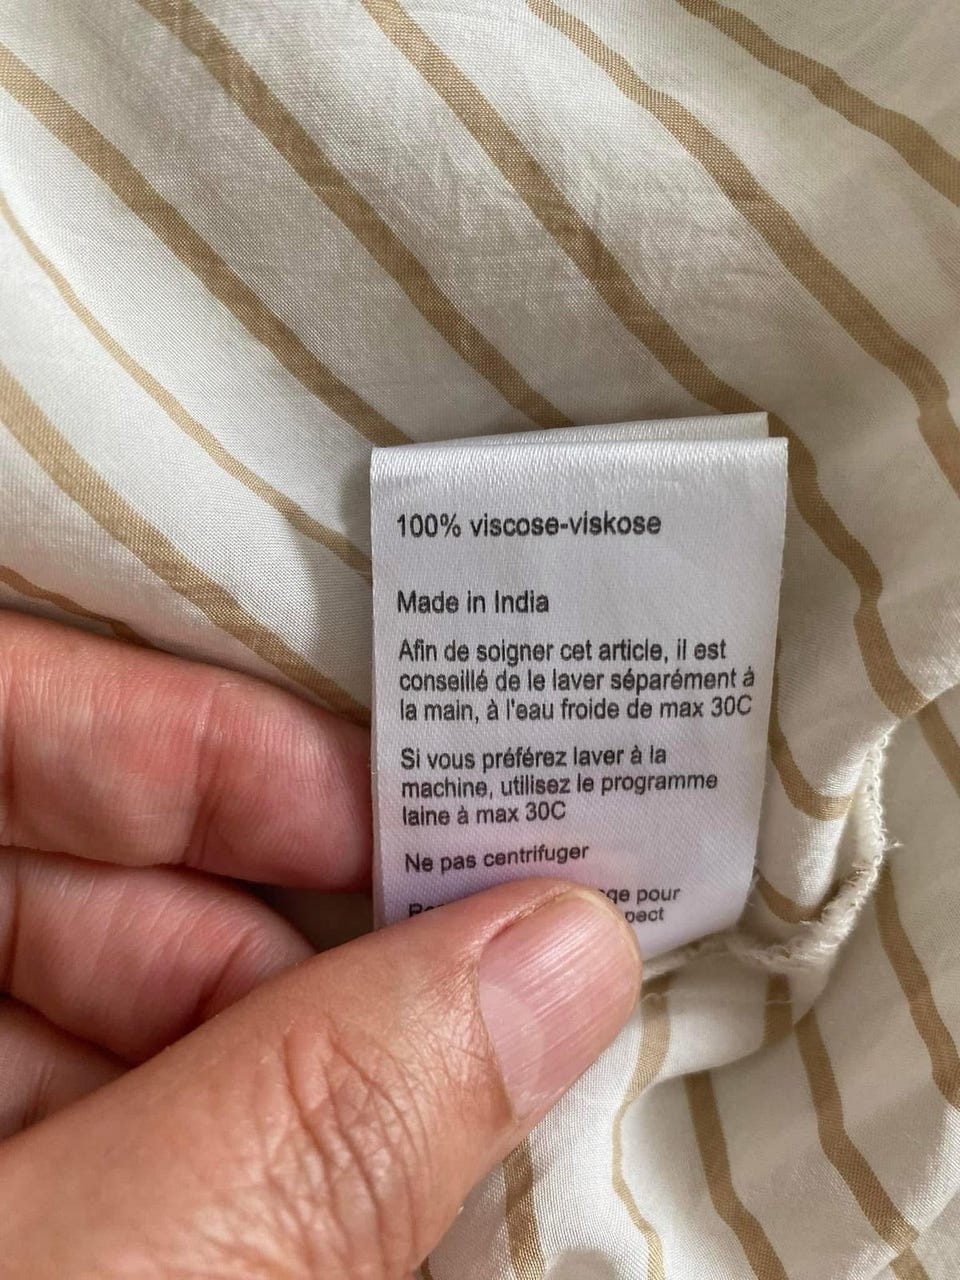 100% viscose-viskose
Made in India
Afin de soigner cet article, il est
conseillé de le laver séparément à
la main, à l'eau froide de max 30C
Si vous préférez laver à la
machine, utilisez le programme
laine à max 30C
Ne pas centrifuger
pour